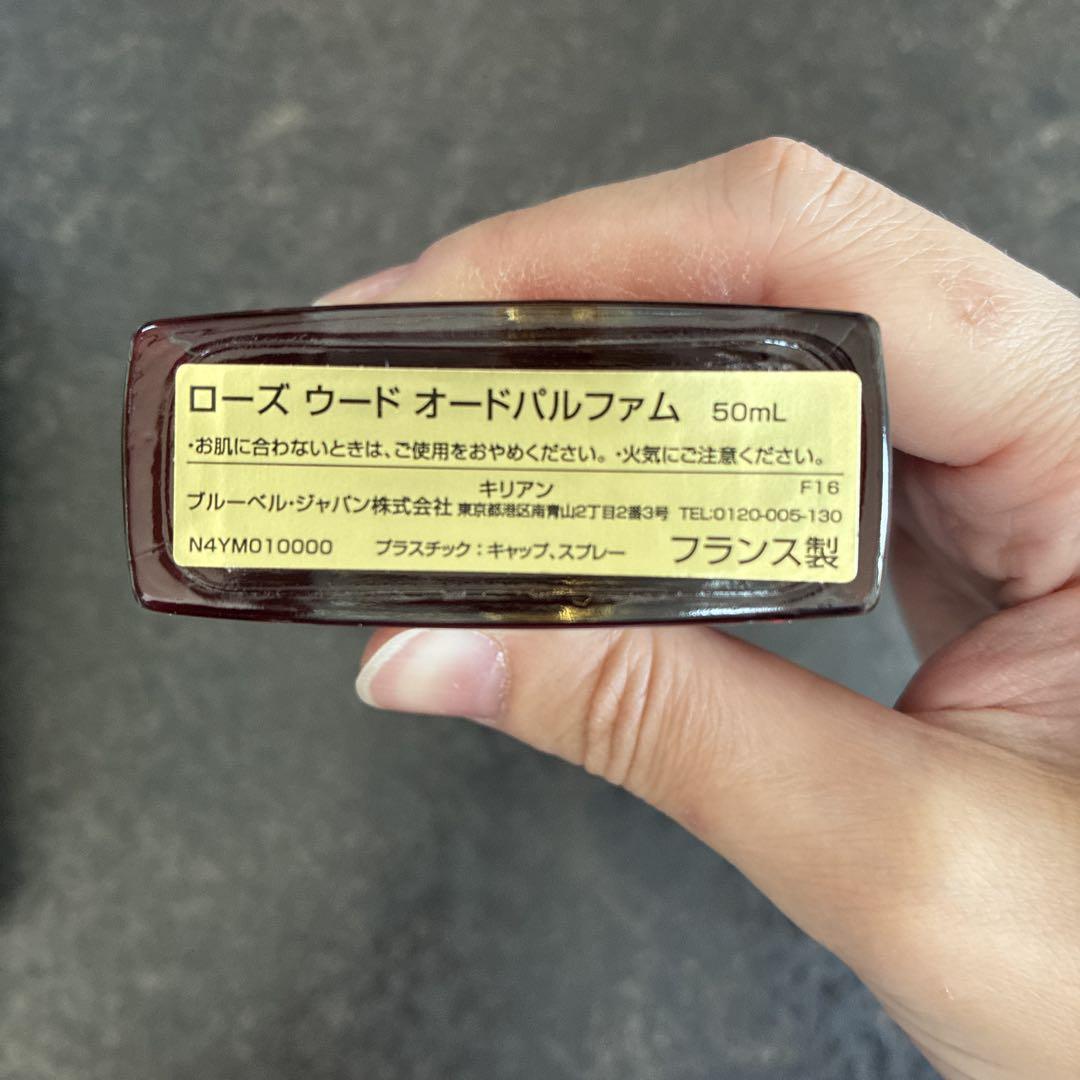 ローズ ウード オードパルファム 50mL
・お肌に合わないときは、ご使用をおやめください。・火気にご注意ください。
キリアン F16
ブルーベル・ジャパン株式会社 東京都港区南青山2丁目2番3号 TEL:0120-005-130
N4YM010000 プラスチック：キャップ、スプレー フランス製